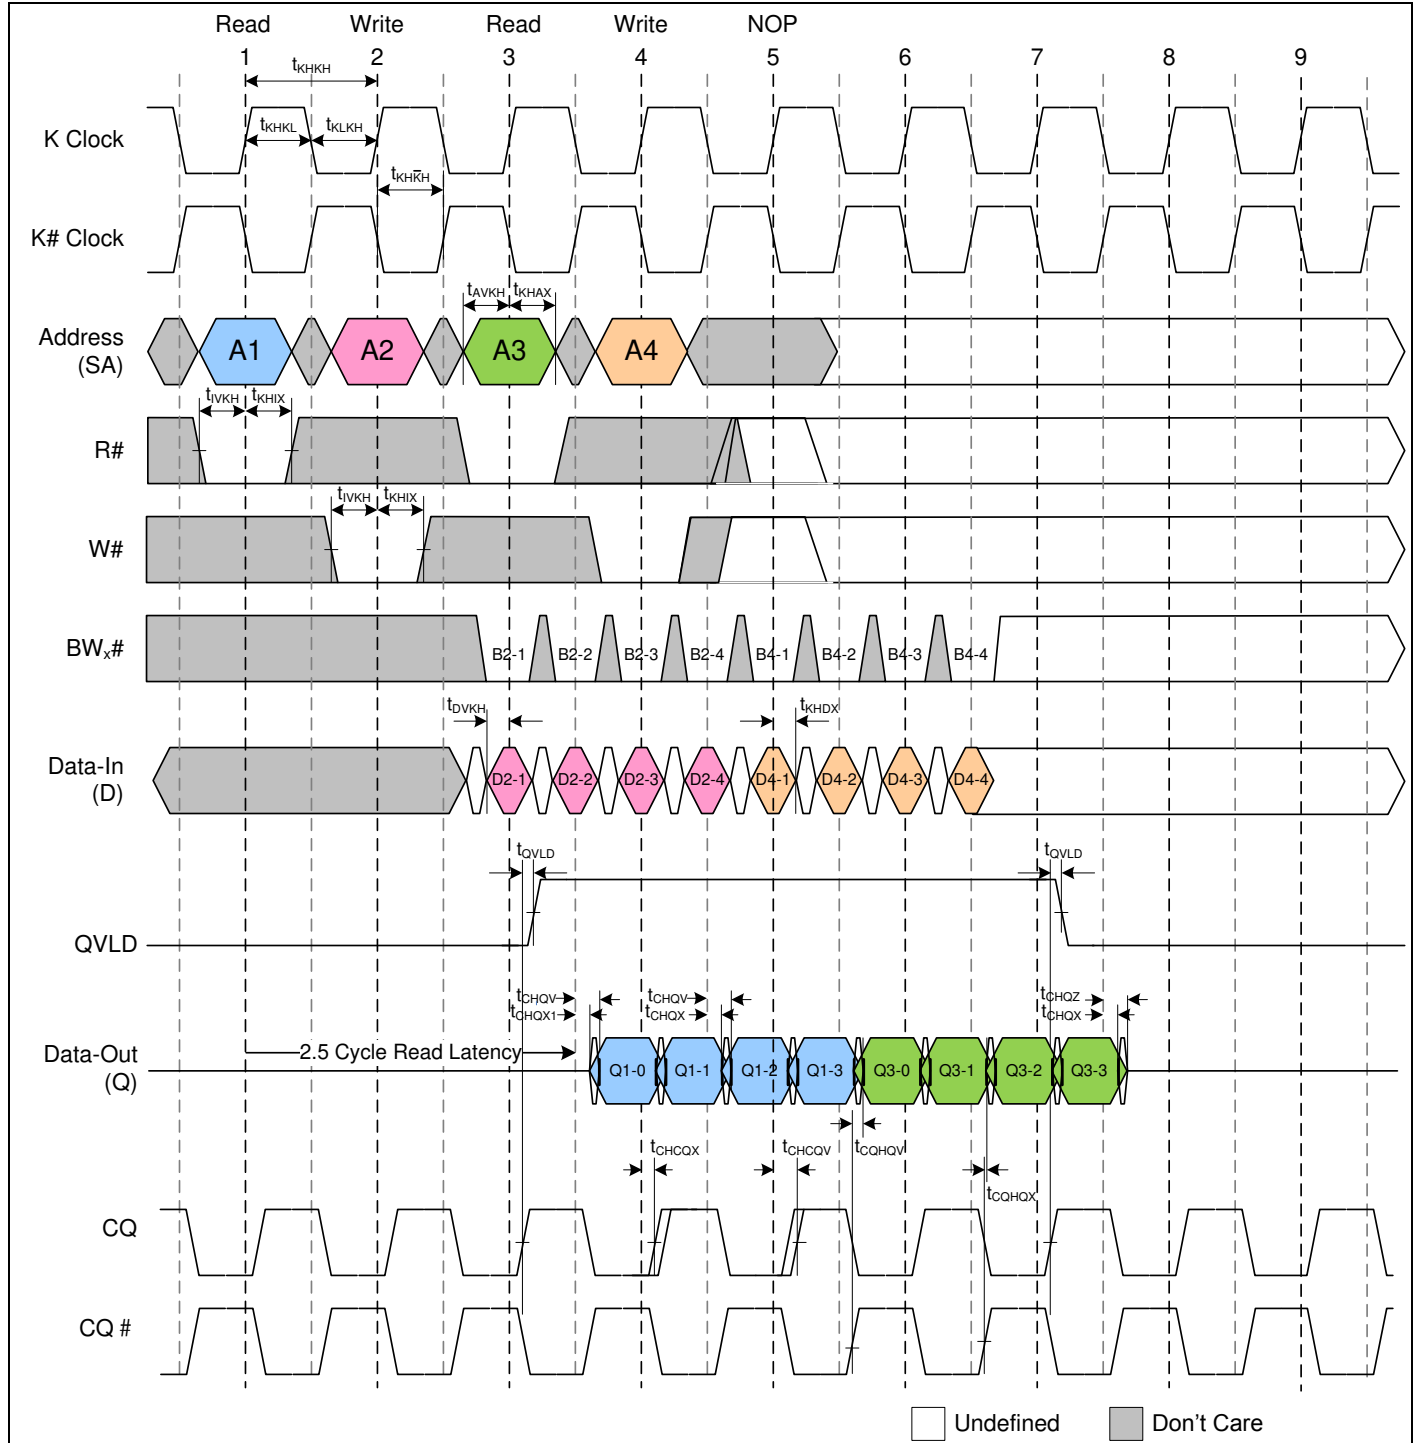 Read Write Read Write NOP
1 2 3 4 5 6 7 8 9
tKHKH
K Clock
tKHKL tKLKH
tKHK̅H
K# Clock
tAVKH tKHAX
Address
(SA)
A1 A2 A3 A4
tIVKH tKHIX
R#
tIVKH tKHIX
W#
BWx#
B2-1 B2-2 B2-3 B2-4 B4-1 B4-2 B4-3 B4-4
tDVKH tKHDX
Data-In
(D)
D2-1 D2-2 D2-3 D2-4 D4-1 D4-2 D4-3 D4-4
tQVLD tQVLD
QVLD
tCHQV tCHQV tCHQZ
tCHQX1 tCHQX tCHQX
Data-Out
(Q)
2.5 Cycle Read Latency
Q1-0 Q1-1 Q1-2 Q1-3 Q3-0 Q3-1 Q3-2 Q3-3
tCHCQX tCHCQV tCQHQV
tCQHQX
CQ
CQ #
Undefined Don't Care